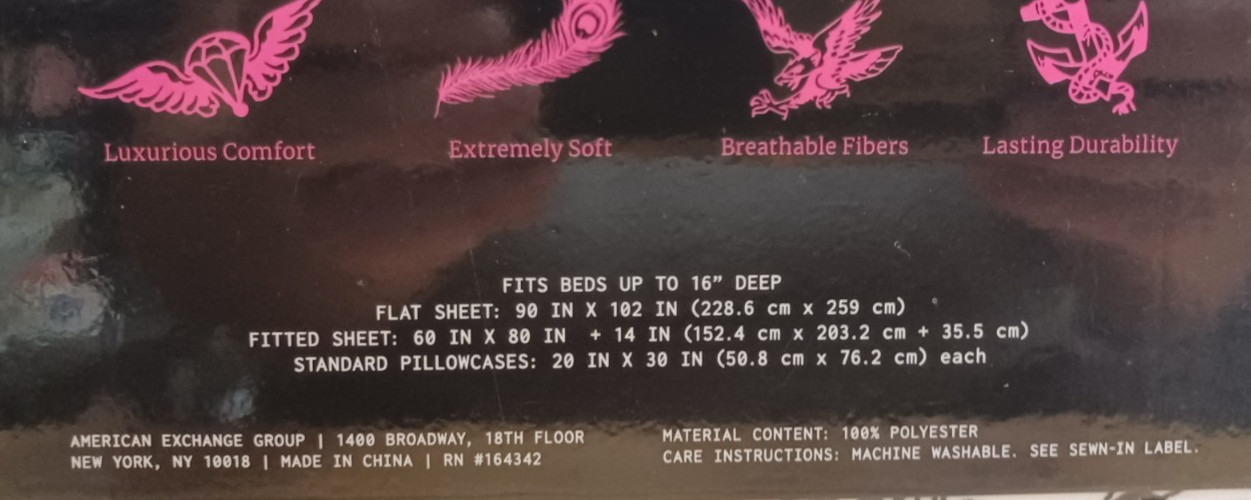 Luxurious Comfort
Extremely Soft
Breathable Fibers
Lasting Durability
FITS BEDS UP TO 16” DEEP
FLAT SHEET: 90 IN X 102 IN (228.6 cm x 259 cm)
FITTED SHEET: 60 IN X 80 IN + 14 IN (152.4 cm x 203.2 cm + 35.5 cm)
STANDARD PILLOWCASES: 20 IN X 30 IN (50.8 cm x 76.2 cm) each
AMERICAN EXCHANGE GROUP | 1400 BROADWAY, 18TH FLOOR
NEW YORK, NY 10018 | MADE IN CHINA | RN #164342
MATERIAL CONTENT: 100% POLYESTER
CARE INSTRUCTIONS: MACHINE WASHABLE. SEE SEWN-IN LABEL.